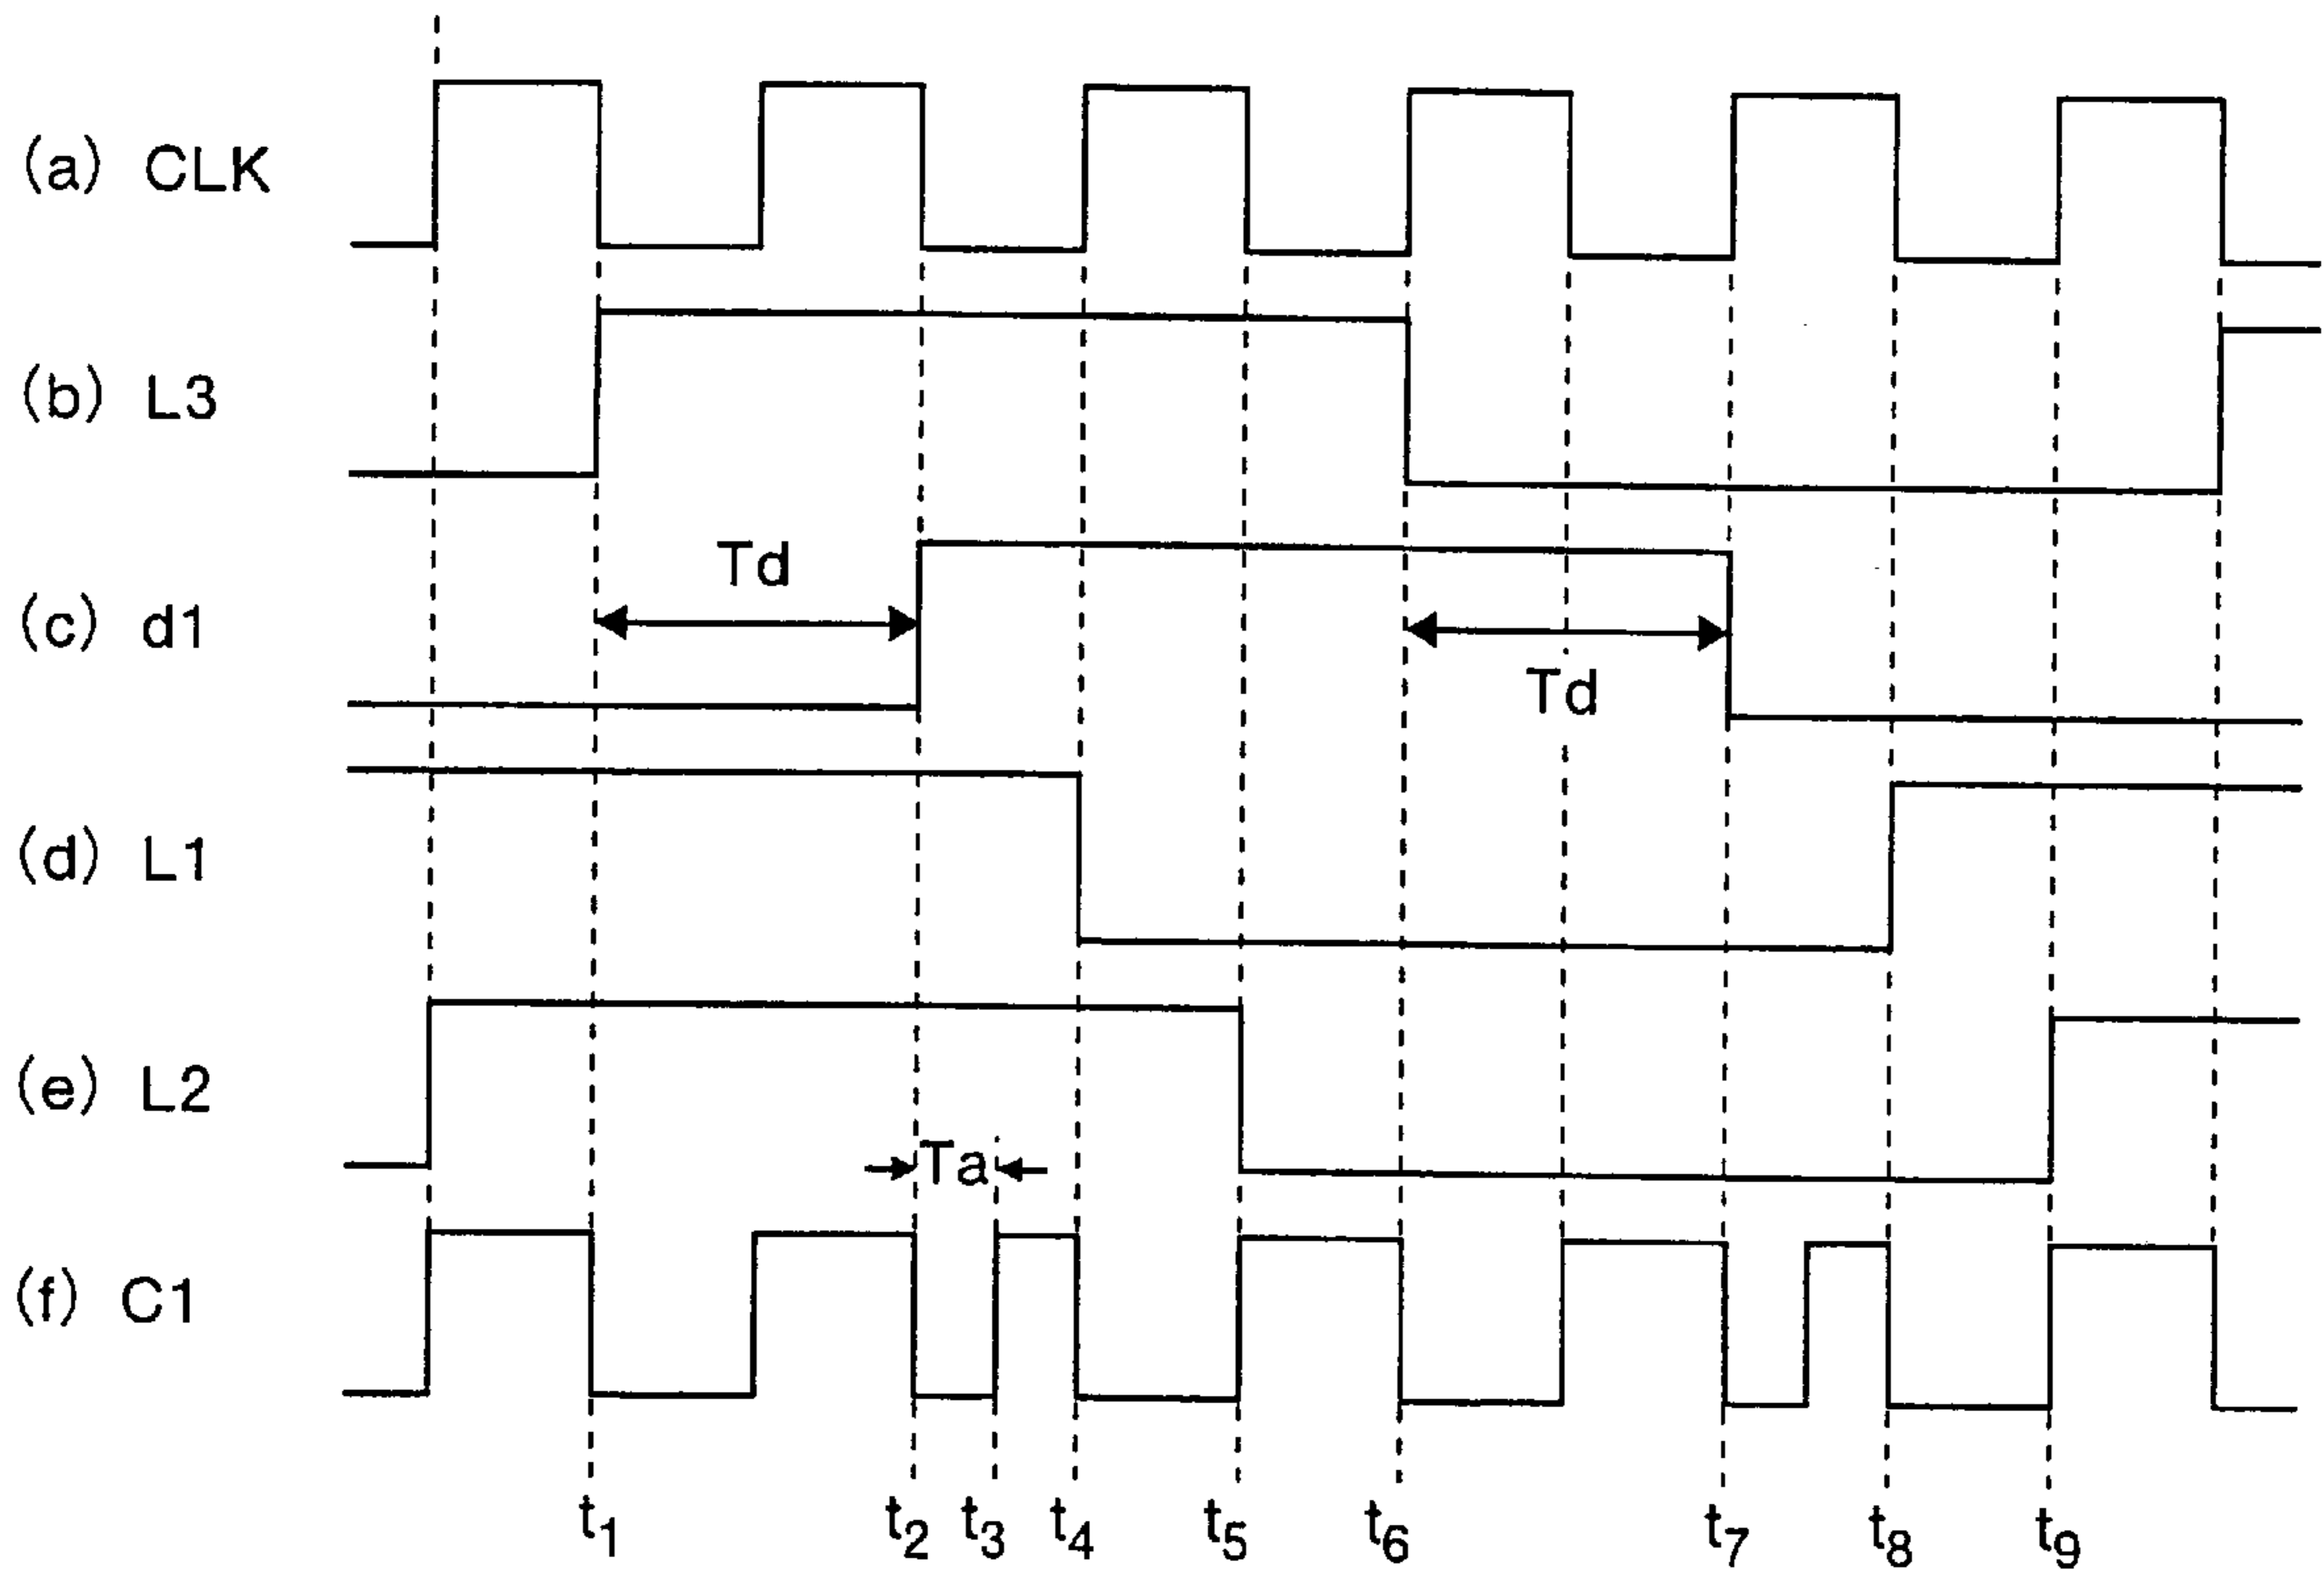 (a) CLK
(b) L3
Td
(c) d1
Td
(d) L1
(e) L2
Ta
(f) C1
t1 t2 t3 t4 t5 t6 t7 t8 t9